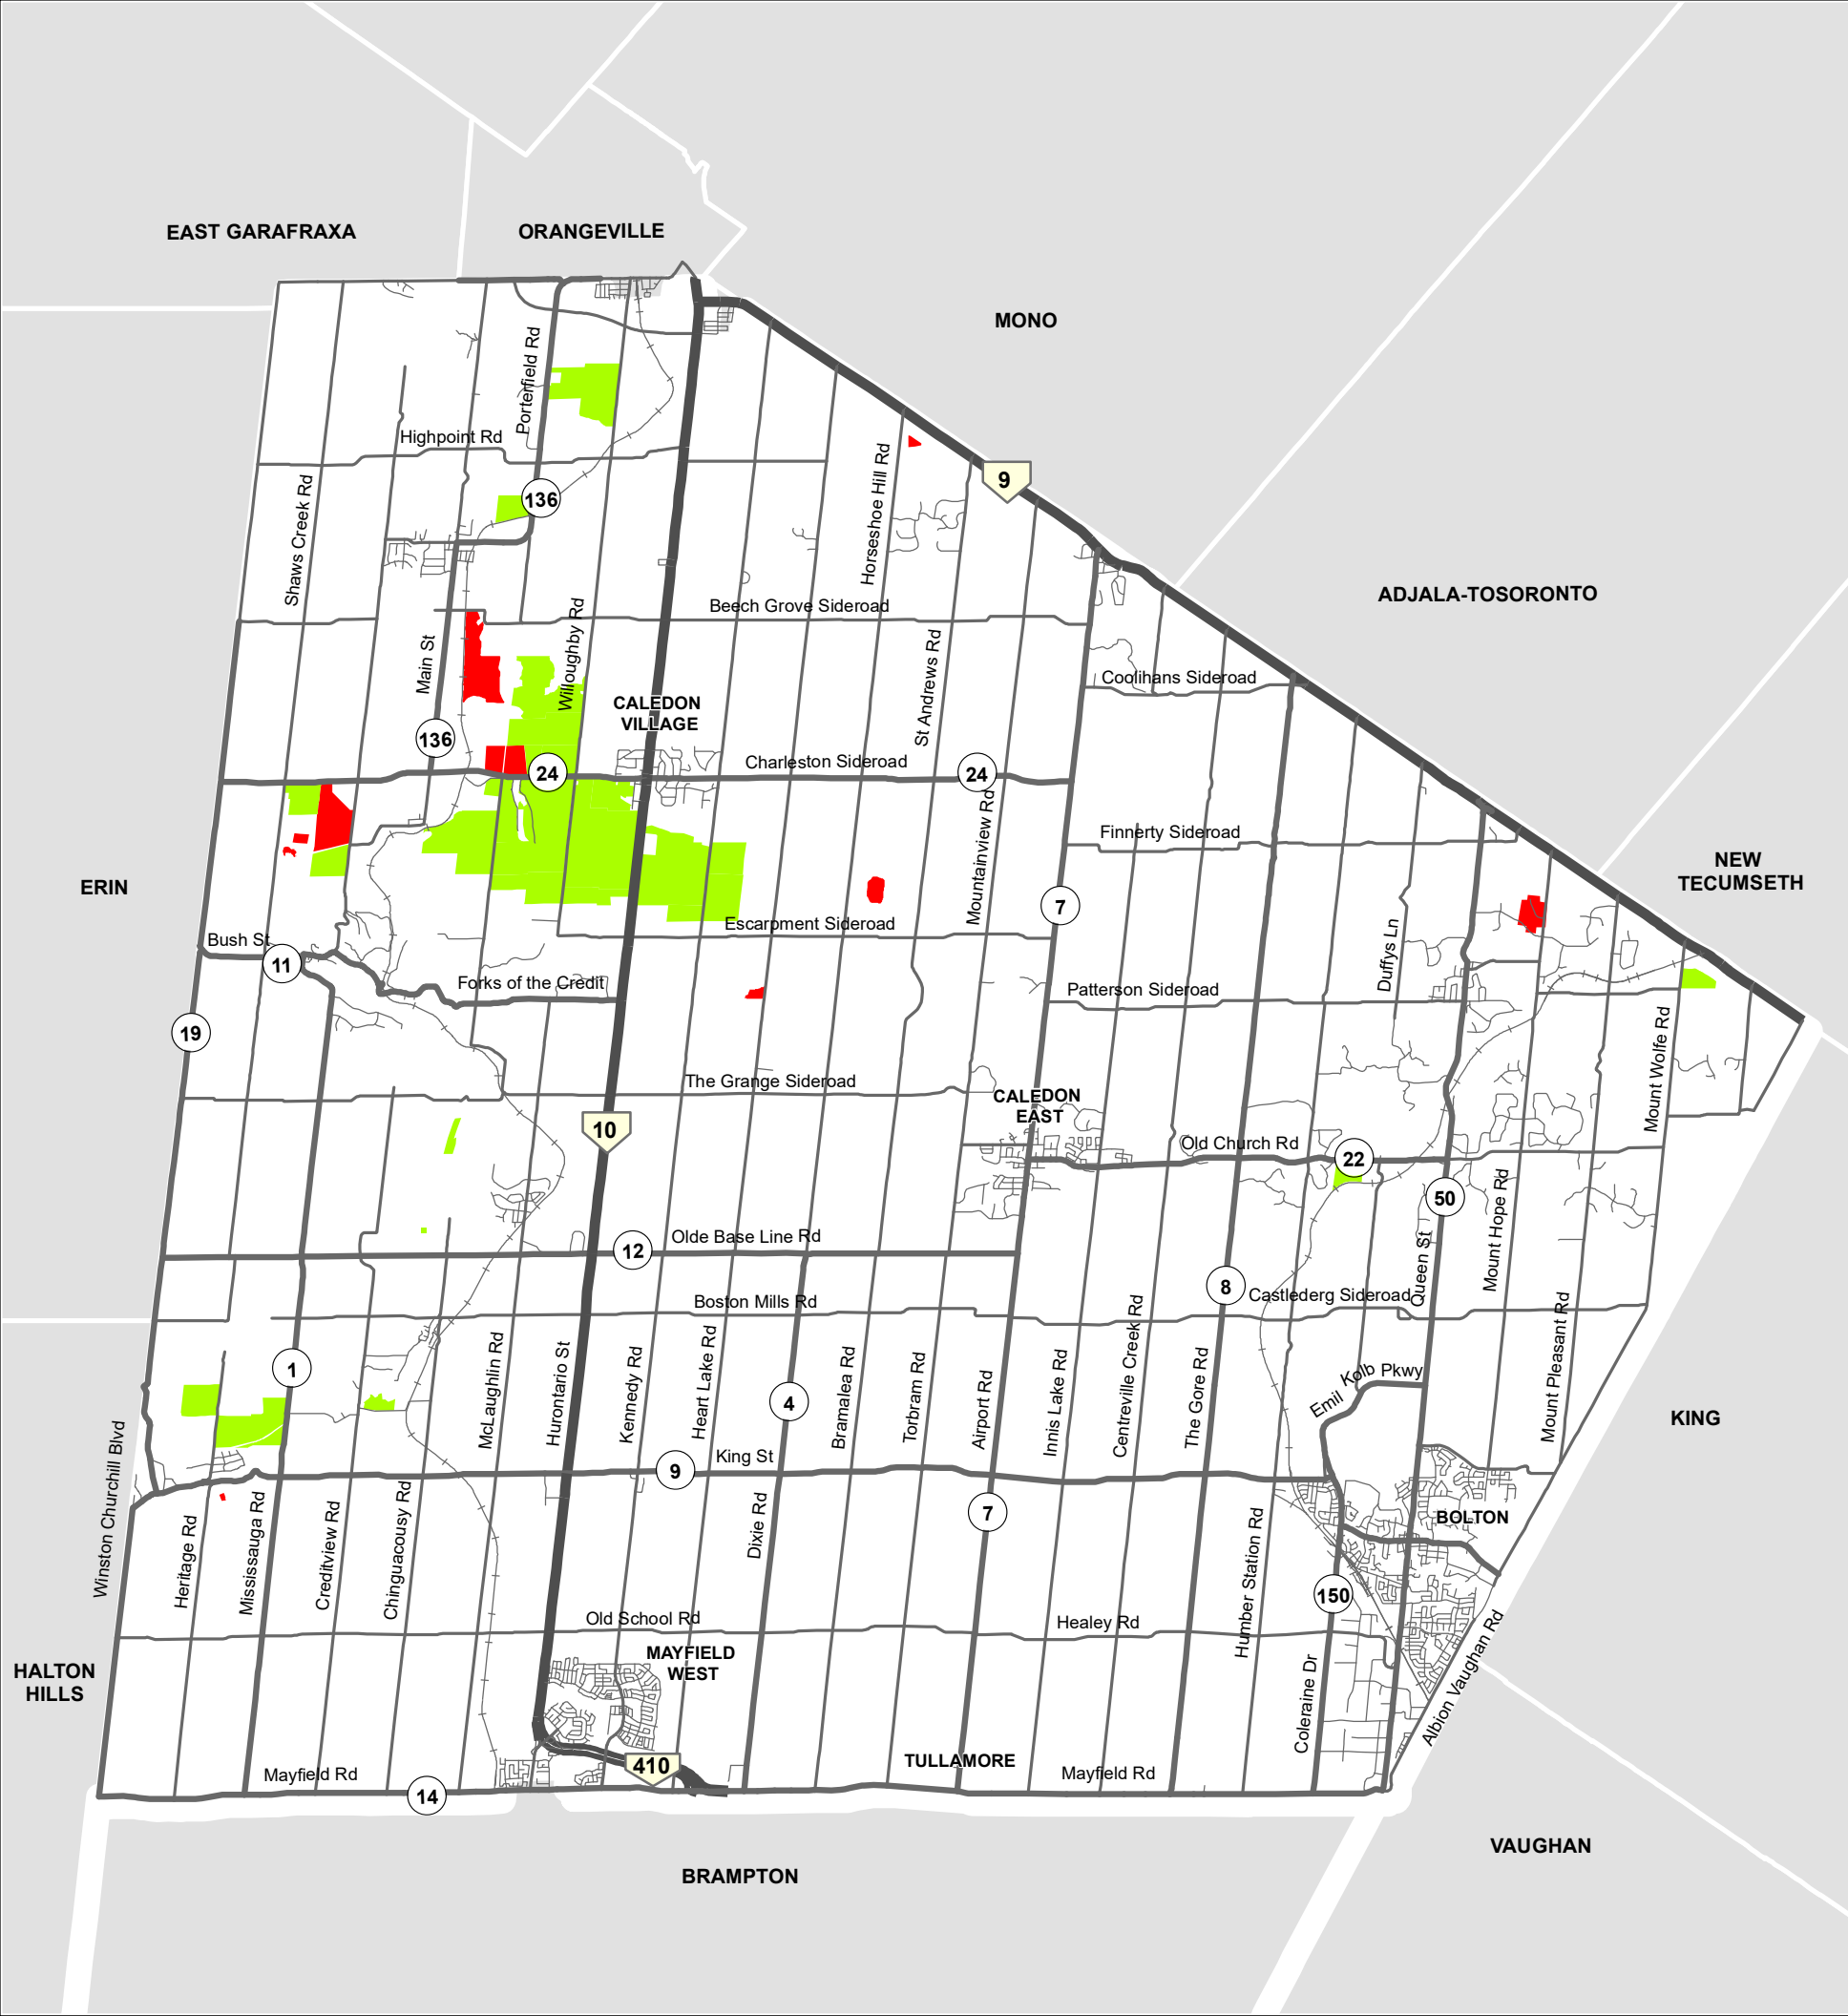 EAST GARAFRAXA
ORANGEVILLE
MONO
Porterfield Rd
Highpoint Rd
Shaws Creek Rd
Horseshoe Hill Rd
9
136
ADJALA-TOSORONTO
Beech Grove Sideroad
Willoughby Rd
Main St
St Andrews Rd
Coolihans Sideroad
CALEDON
VILLAGE
136
24
Charleston Sideroad
24
Mountainview Rd
Finnerty Sideroad
NEW
TECUMSETH
ERIN
7
Escarpment Sideroad
Duffys Ln
Bush St
11
Forks of the Credit
Patterson Sideroad
19
Mount Wolfe Rd
The Grange Sideroad
CALEDON
EAST
10
Old Church Rd
22
50
Mount Hope Rd
Olde Base Line Rd
12
Queen St
8
Castlederg Sideroad
Boston Mills Rd
1
McLaughlin Rd
Hurontario St
Kennedy Rd
Heart Lake Rd
4
Bramalea Rd
Torbram Rd
Airport Rd
Innis Lake Rd
Centreville Creek Rd
The Gore Rd
Emil Kolb Pkwy
Mount Pleasant Rd
KING
Winston Churchill Blvd
King St
9
7
BOLTON
Heritage Rd
Mississauga Rd
Creditview Rd
Chinguacousy Rd
Dixie Rd
Humber Station Rd
150
Old School Rd
Healey Rd
MAYFIELD
WEST
HALTON
HILLS
Coleraine Dr
Albion Vaughan Rd
410
TULLAMORE
Mayfield Rd
Mayfield Rd
14
VAUGHAN
BRAMPTON